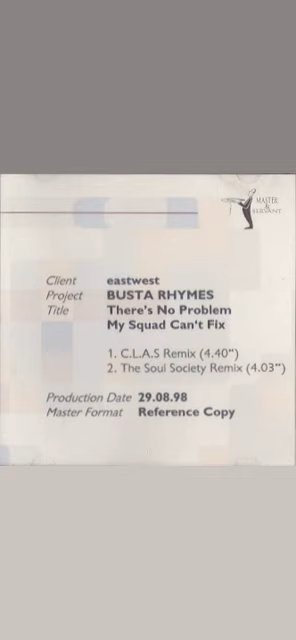 MASTER
&
SERVANT
Client eastwest
Project BUSTA RHYMES
Title There's No Problem
My Squad Can't Fix
1. C.L.A.S Remix (4.40")
2. The Soul Society Remix (4.03")
Production Date 29.08.98
Master Format Reference Copy